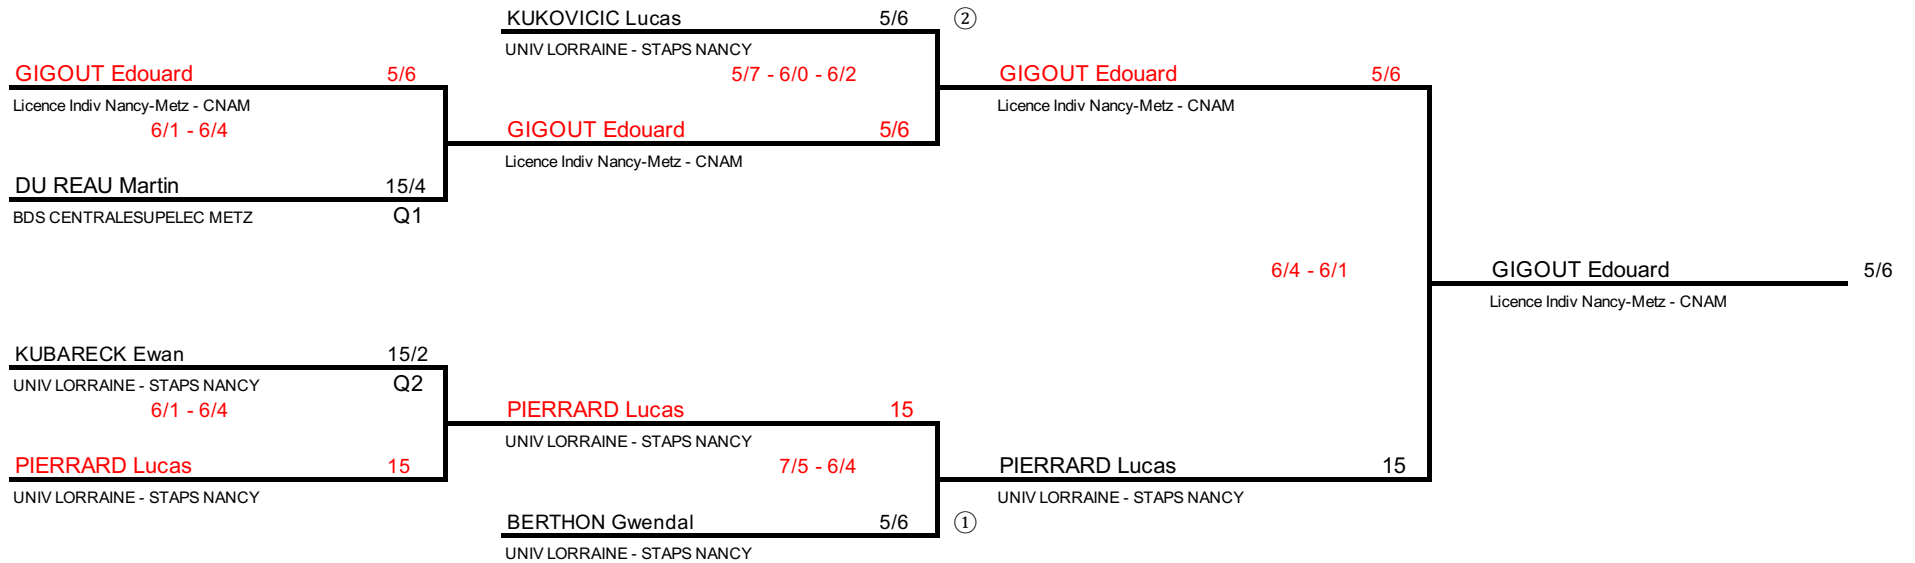 KUKOVICIC Lucas 5/6 ②
UNIV LORRAINE - STAPS NANCY
GIGOUT Edouard 5/6
5/7 - 6/0 - 6/2
GIGOUT Edouard 5/6
Licence Indiv Nancy-Metz - CNAM
Licence Indiv Nancy-Metz - CNAM
6/1 - 6/4
GIGOUT Edouard 5/6
Licence Indiv Nancy-Metz - CNAM
DU REAU Martin 15/4
BDS CENTRALESUPELEC METZ Q1
6/4 - 6/1
GIGOUT Edouard 5/6
Licence Indiv Nancy-Metz - CNAM
KUBARECK Ewan 15/2
UNIV LORRAINE - STAPS NANCY Q2
6/1 - 6/4
PIERRARD Lucas 15
UNIV LORRAINE - STAPS NANCY
PIERRARD Lucas 15
7/5 - 6/4
PIERRARD Lucas 15
UNIV LORRAINE - STAPS NANCY
UNIV LORRAINE - STAPS NANCY
BERTHON Gwendal 5/6 ①
UNIV LORRAINE - STAPS NANCY